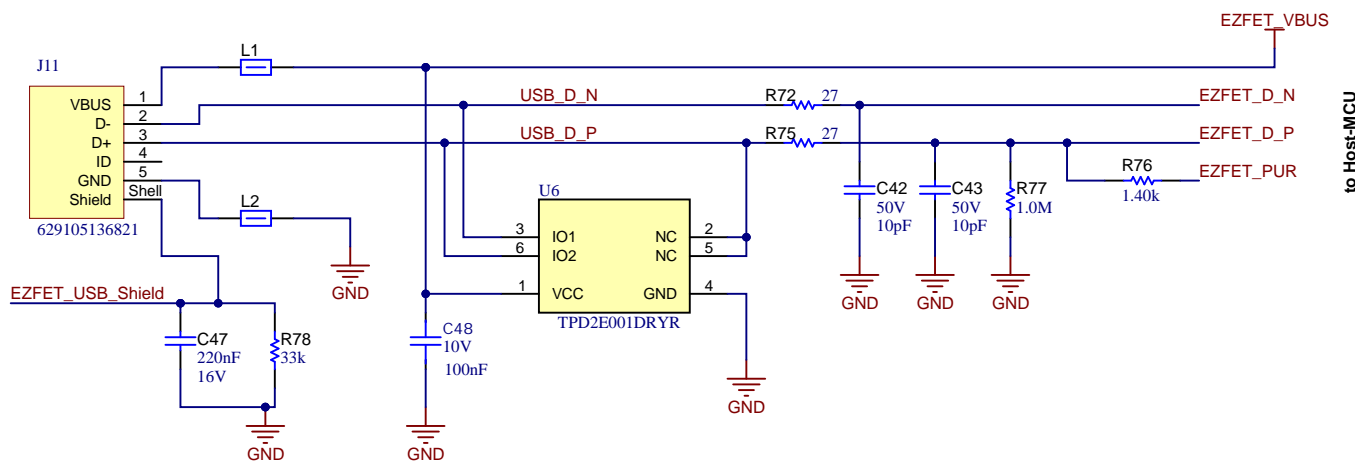 EZFET_VBUS
J11
L1
VBUS 1
D- 2
D+ 3
ID 4
GND 5
Shield Shell
629105136821
USB_D_N
R72 27
EZFET_D_N
USB_D_P
R75 27
EZFET_D_P
R76
1.40k
EZFET_PUR
to Host-MCU
L2
GND
U6
3 IO1 NC 2
6 IO2 NC 5
1 VCC GND 4
TPD2E001DRYR
GND
C42
50V
10pF
GND
C43
50V
10pF
GND
R77
1.0M
GND
EZFET_USB_Shield
C47
220nF
16V
R78
33k
GND
C48
10V
100nF
GND